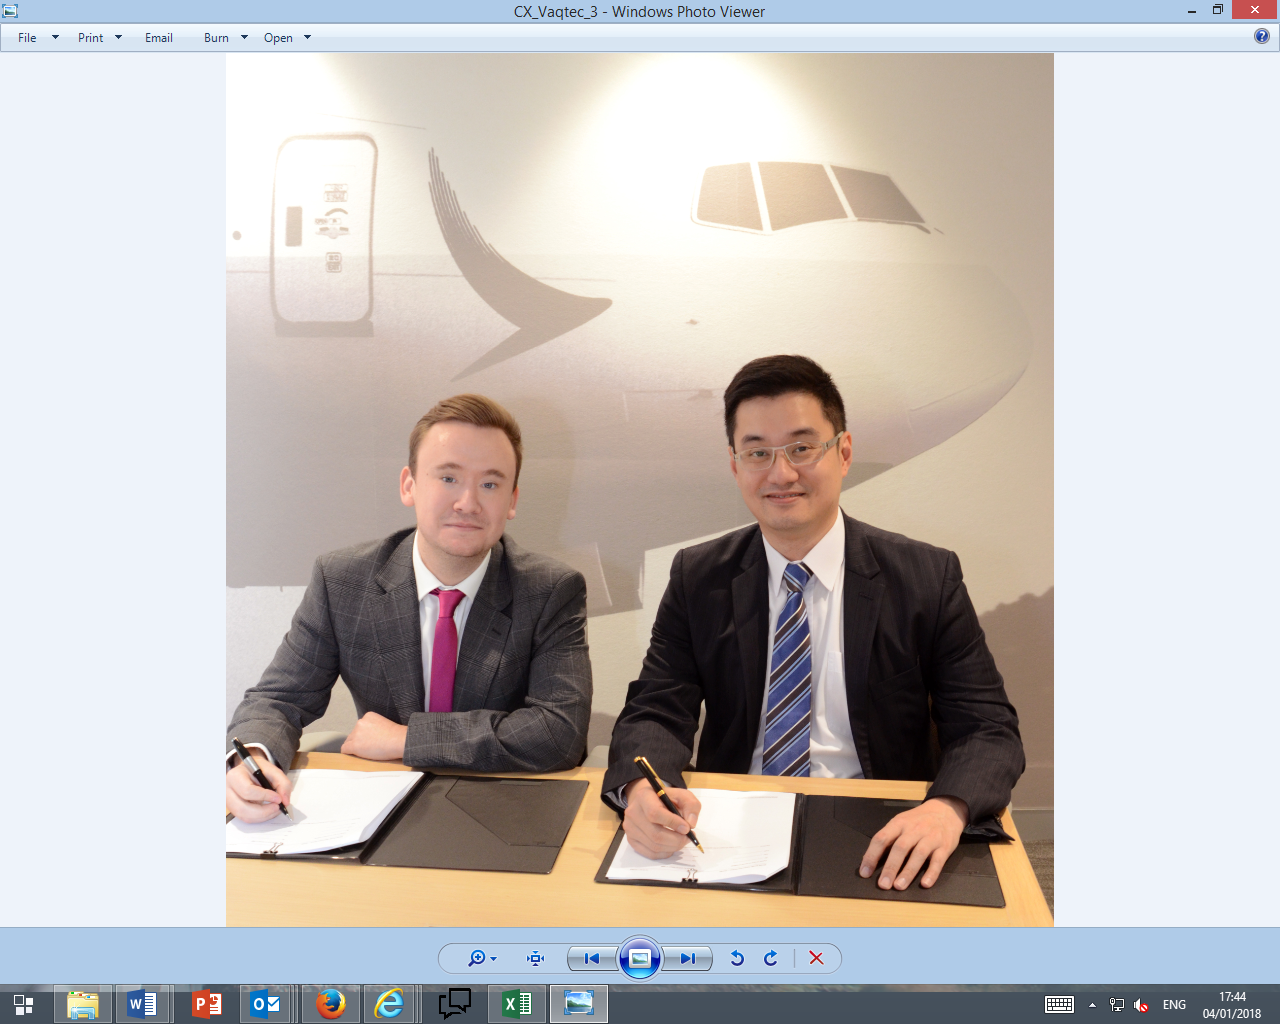 CX_Vaqtec_3 - Windows Photo Viewer
File
Print
Email
Burn
Open
ENG
17:44
04/01/2018